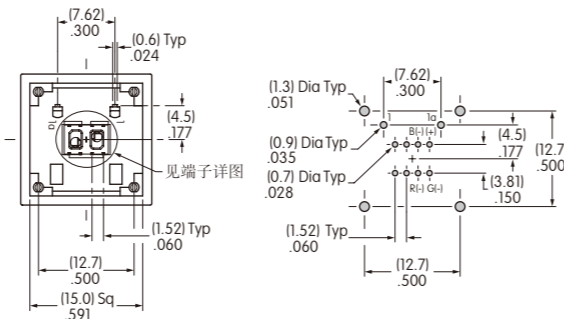 (7.62)
.300
(0.6) Typ
.024
(4.5)
.177
见端子详图
(1.52) Typ
.060
(12.7)
.500
(15.0) Sq
.591
(1.3) Dia Typ
.051
(7.62)
.300
1
1a
B(-) (+)
(0.9) Dia Typ
.035
(4.5)
.177
(12.7)
.500
(0.7) Dia Typ
.028
R(-) G(-)
(3.81)
.150
(1.52) Typ
.060
(12.7)
.500